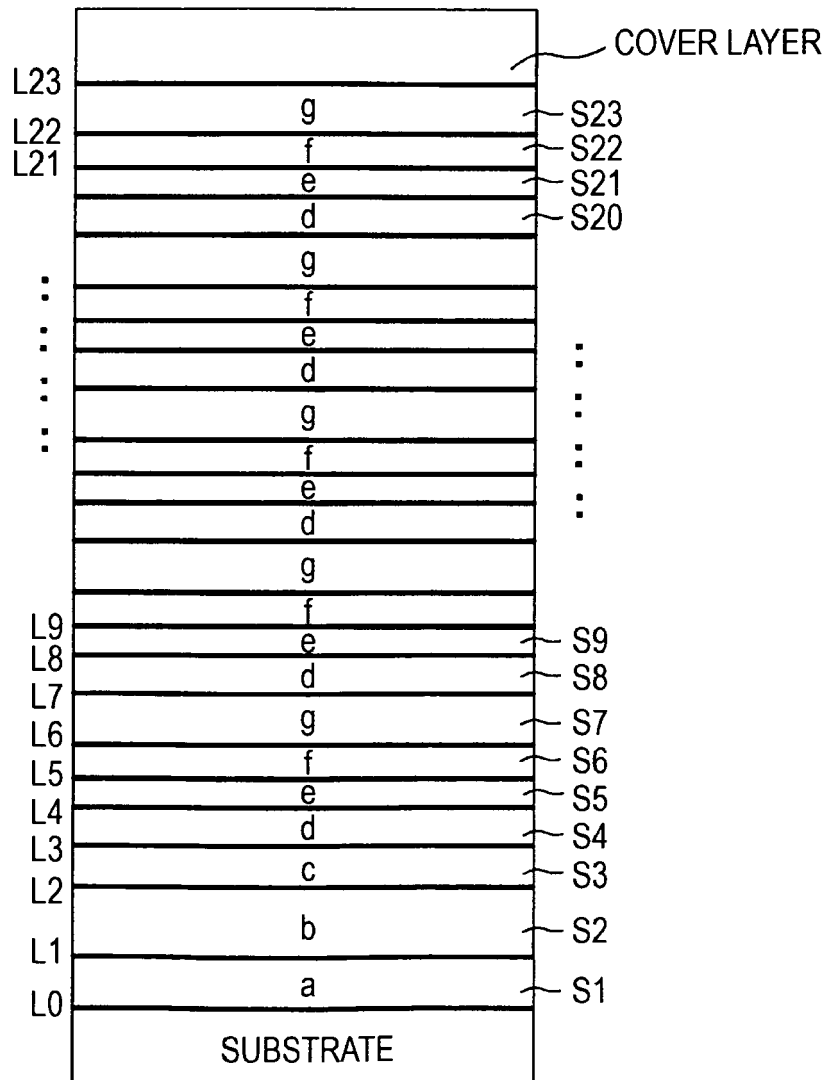 COVER LAYER
L23
g S23
L22
f S22
L21
e S21
d S20
g
f
e
d
g
f
e
d
g
f
L9
e S9
L8
d S8
L7
g S7
L6
f S6
L5
e S5
L4
d S4
L3
c S3
L2
b S2
L1
a S1
L0
SUBSTRATE